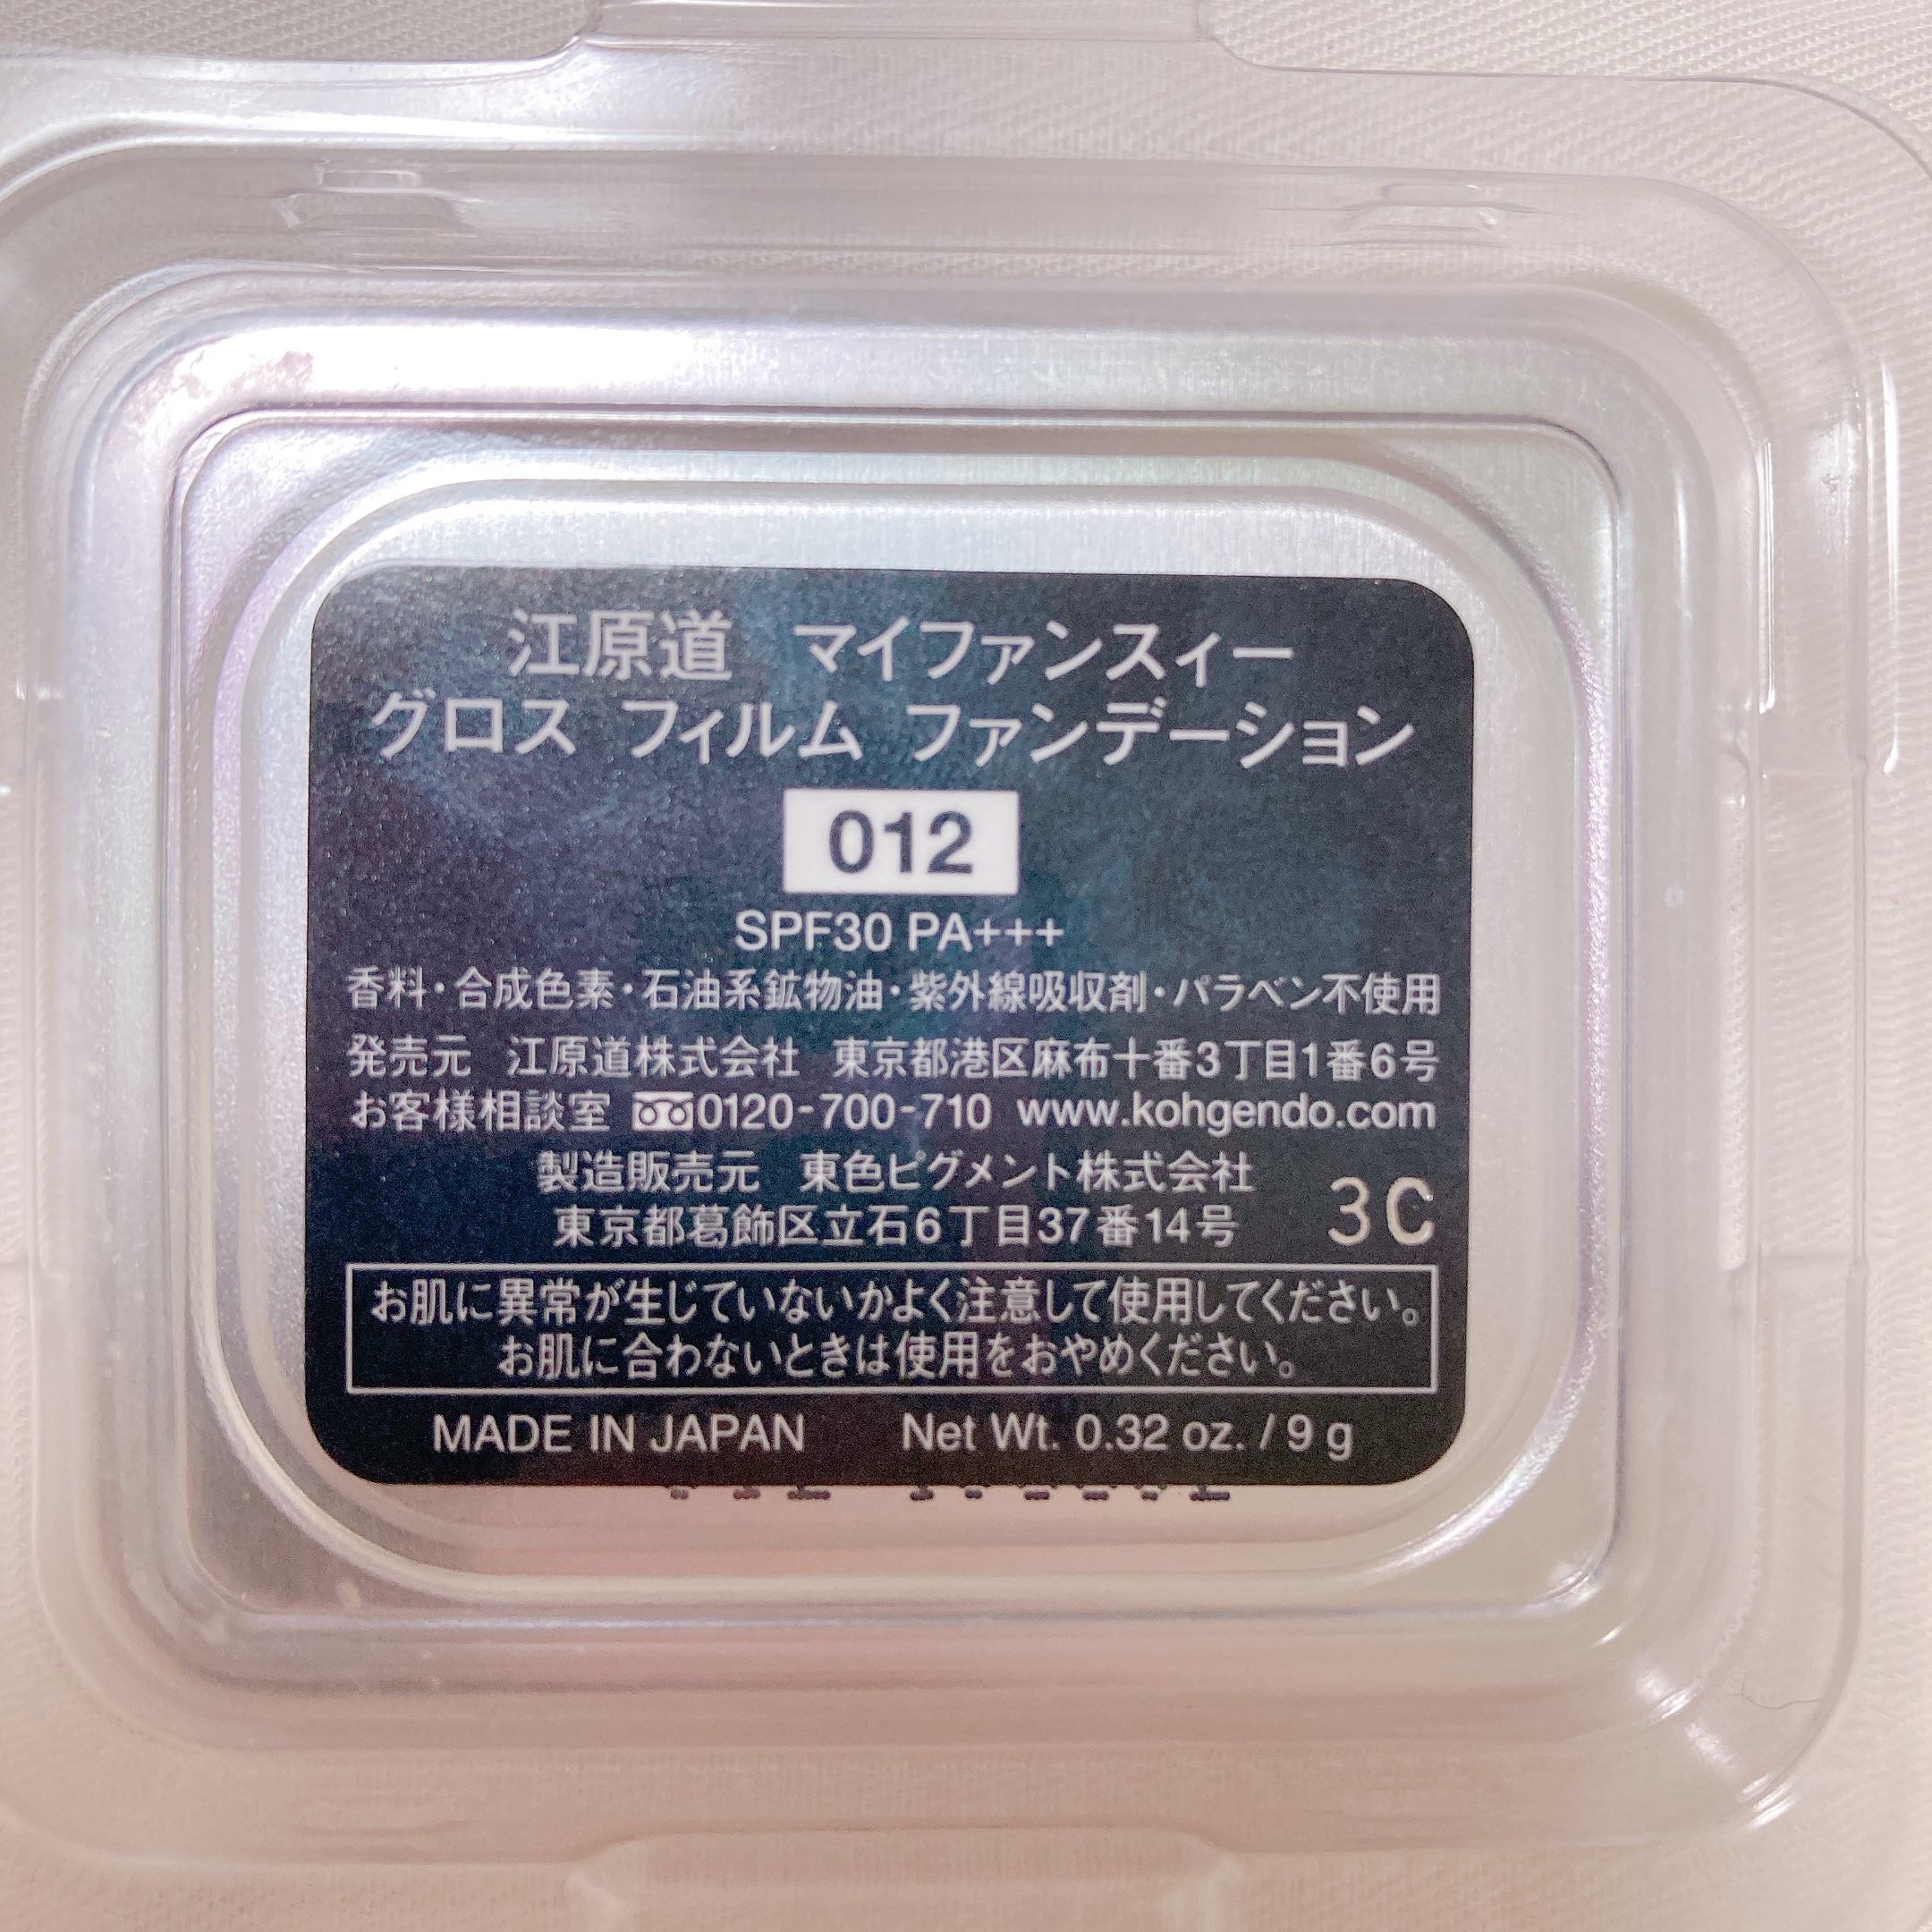 江原道　マイファンスィー
グロス フィルム ファンデーション
012
SPF30 PA+++
香料・合成色素・石油系鉱物油・紫外線吸収剤・パラベン不使用
発売元　江原道株式会社　東京都港区麻布十番3丁目1番6号
お客様相談室 0120-700-710 www.kohgendo.com
製造販売元　東色ピグメント株式会社
東京都葛飾区立石6丁目37番14号
3C
お肌に異常が生じていないかよく注意して使用してください。
お肌に合わないときは使用をおやめください。
MADE IN JAPAN　Net Wt. 0.32 oz. / 9 g